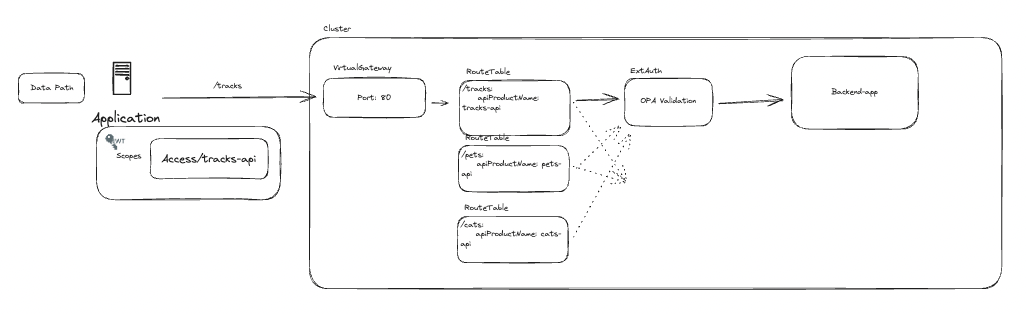 Cluster
Data Path
/tracks
VirtualGateway
Port: 80
RouteTable
/tracks:
apiProductName:
tracks-api
ExtAuth
OPA Validation
Backend-app
Application
JWT
Scopes
Access/tracks-api
RouteTable
/pets:
apiProductName: pets-
api
RouteTable
/cats:
apiProductName: cats-
api